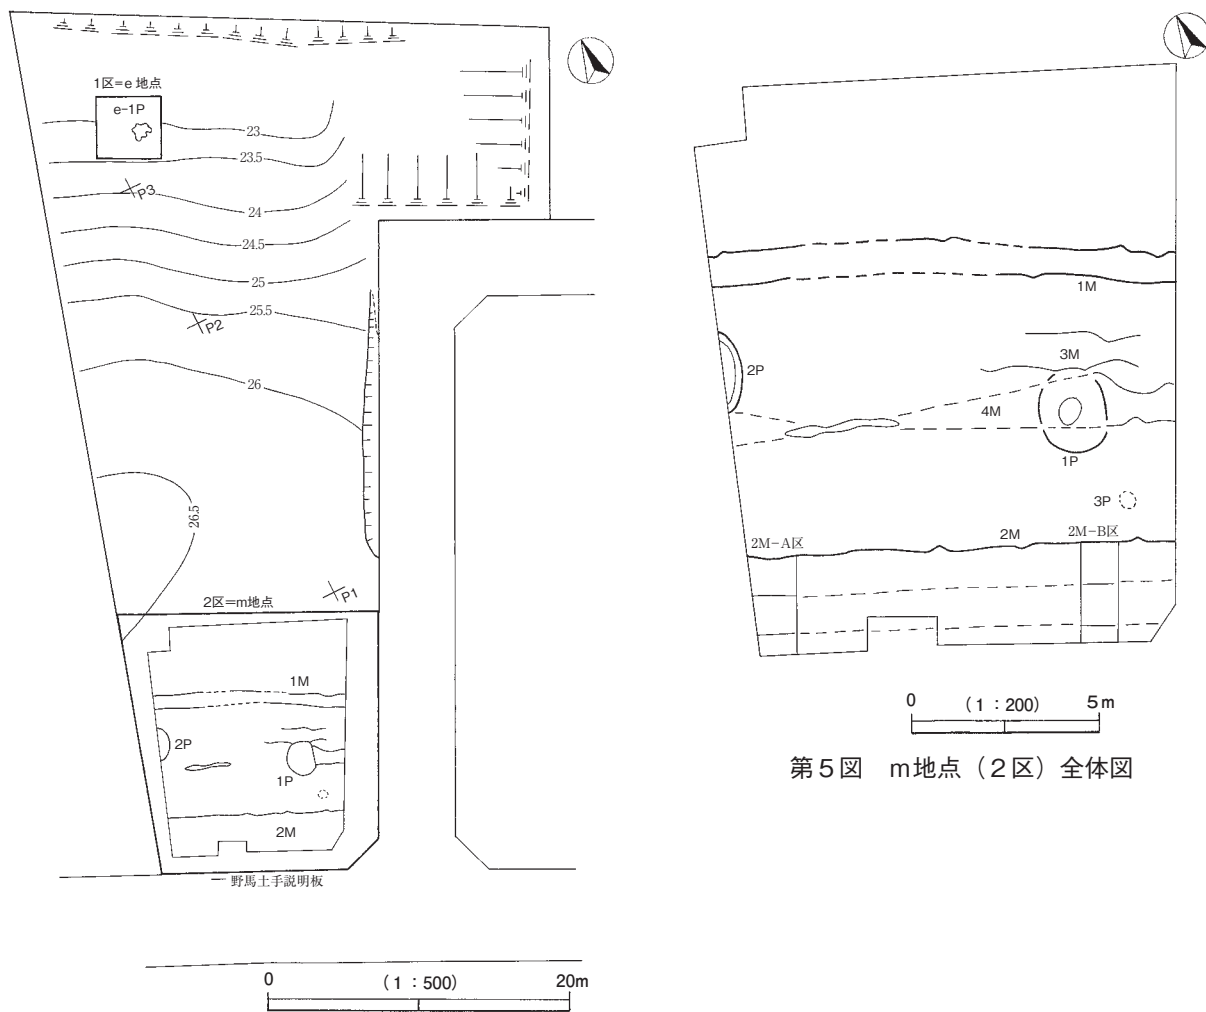 1区=e 地点
e-1P
23
23.5
P3
24
24.5
25
25.5
P2
26
26.5
P1
2区=m地点
1M
2P
1P
2M
野馬土手説明板
0 (1:500) 20m
1M
3M
2P
4M
1P
3P
2M-A区
2M
2M-B区
0 (1:200) 5m
第5図 m地点(2区)全体図